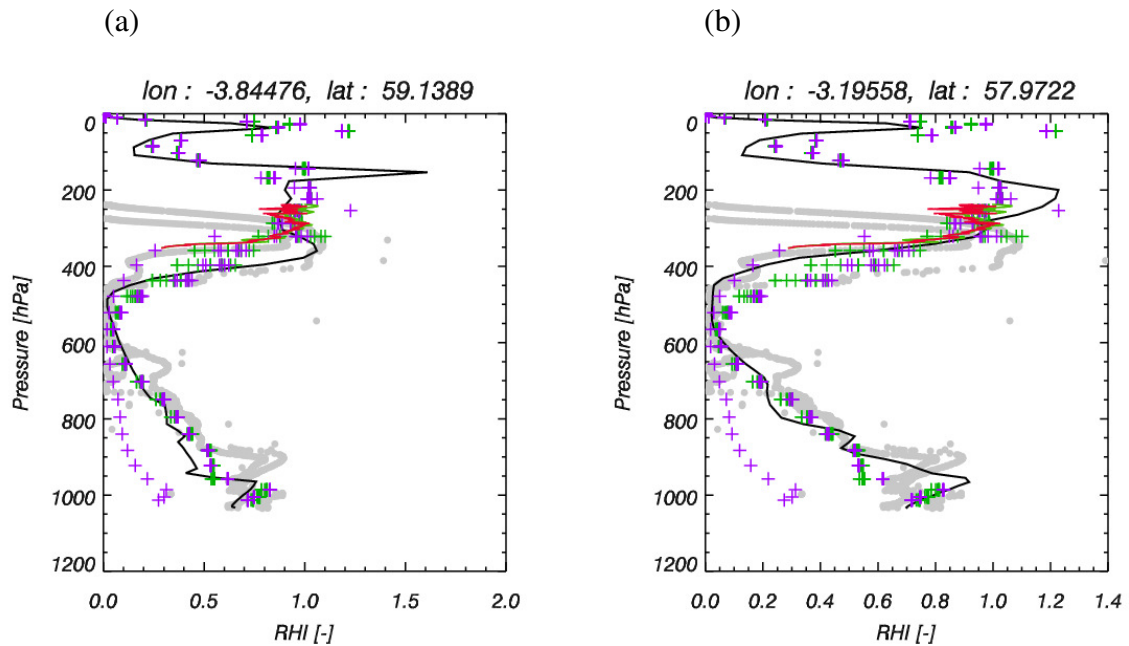 (a)
(b)
lon : -3.84476, lat : 59.1389
lon : -3.19558, lat : 57.9722
0
200
400
600
800
1000
1200
Pressure [hPa]
0.0 0.5 1.0 1.5 2.0
RHI [-]
0
200
400
600
800
1000
1200
Pressure [hPa]
0.0 0.2 0.4 0.6 0.8 1.0 1.2 1.4
RHI [-]